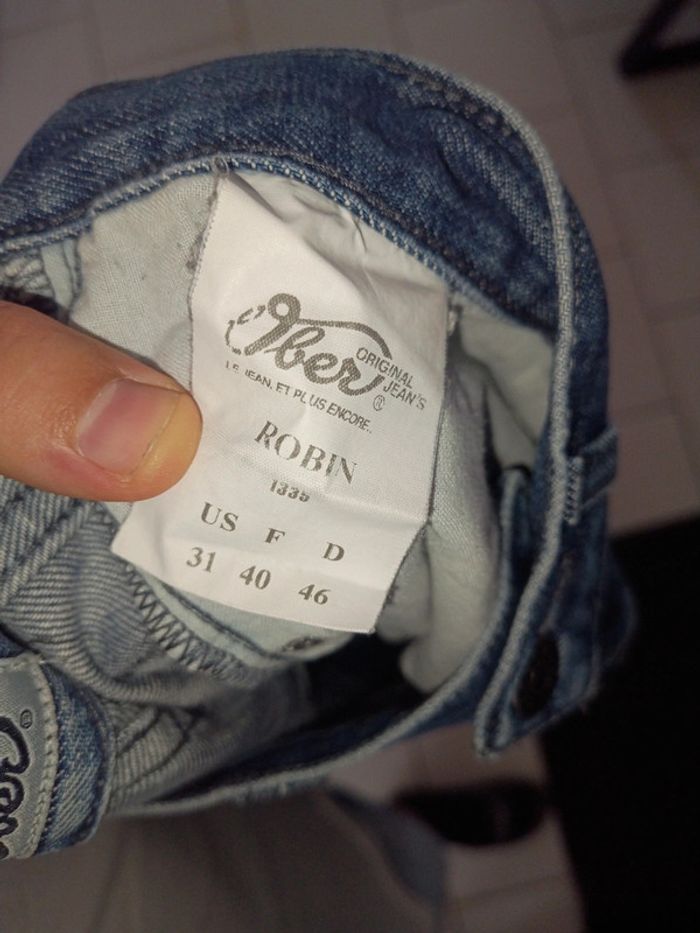 Ober
ORIGINAL
JEAN'S
®
LE JEAN, ET PLUS ENCORE..
ROBIN
1335
US F D
31 40 46
®